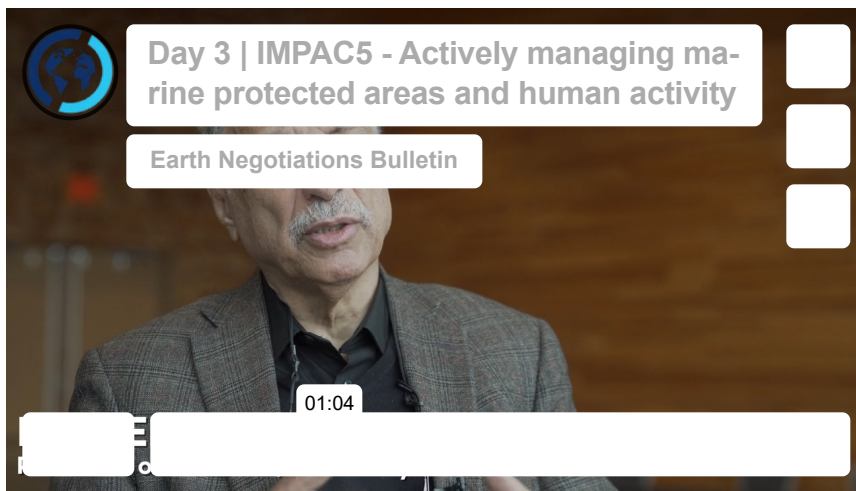 Day 3 | IMPAC5 - Actively managing ma-
rine protected areas and human activity
Earth Negotiations Bulletin
01:04